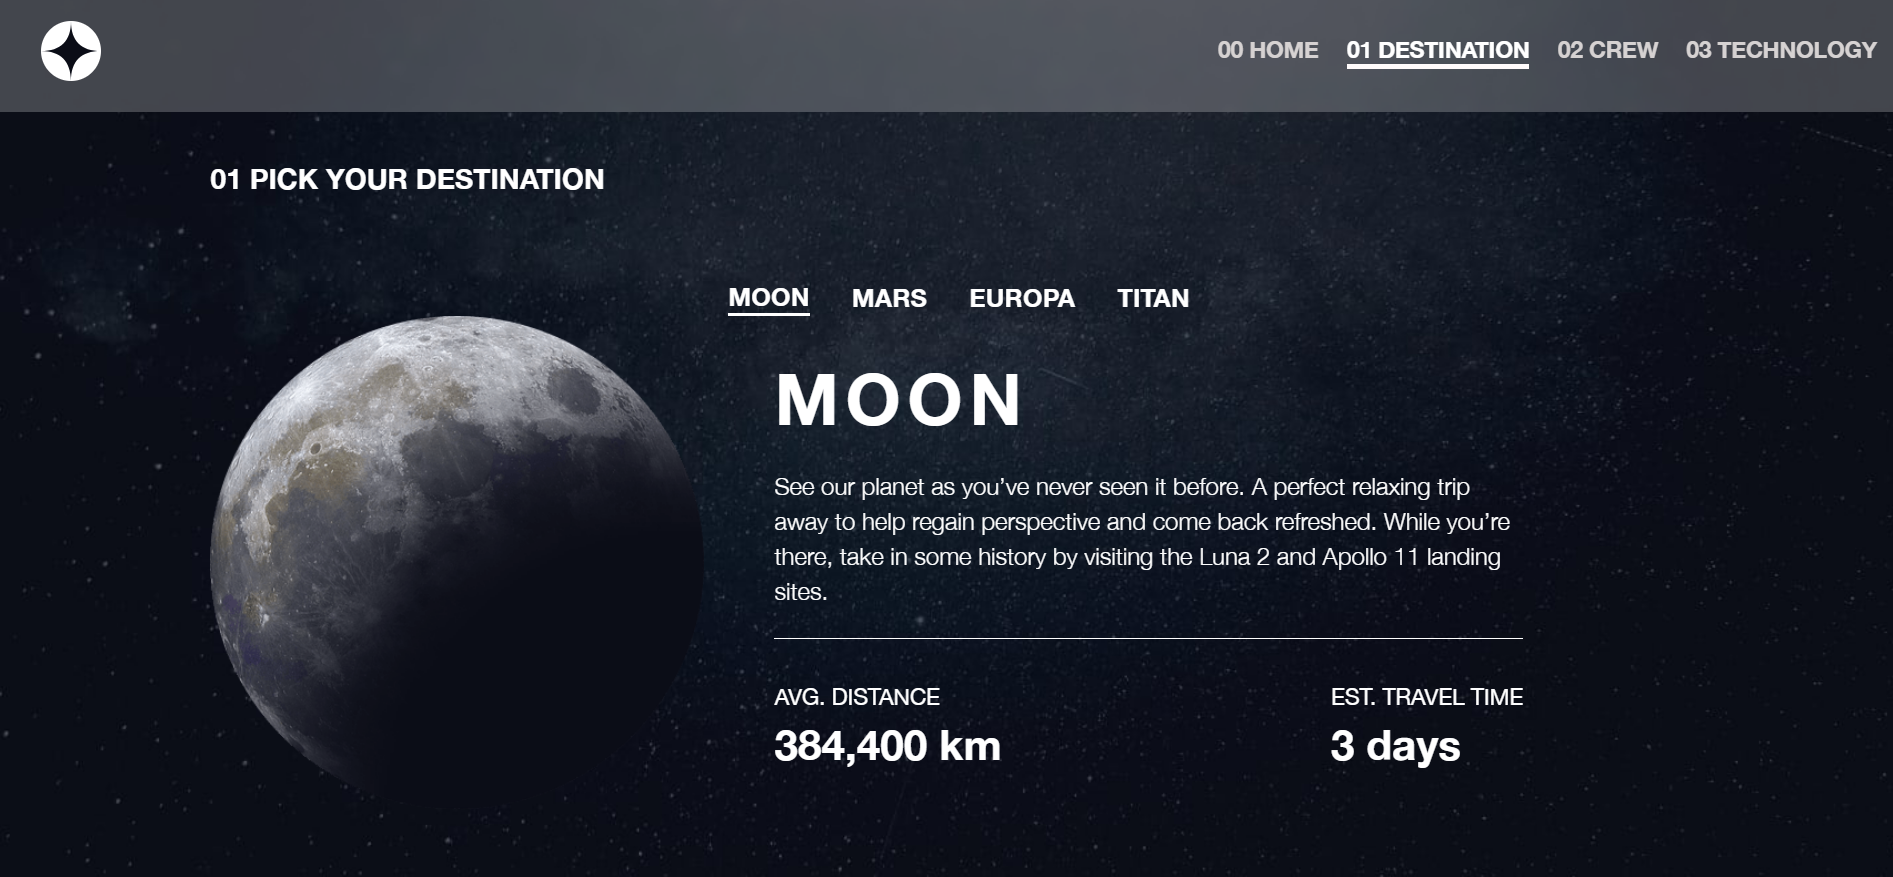 00 HOME 01 DESTINATION 02 CREW 03 TECHNOLOGY
01 PICK YOUR DESTINATION
MOON MARS EUROPA TITAN
MOON
See our planet as you’ve never seen it before. A perfect relaxing trip
away to help regain perspective and come back refreshed. While you’re
there, take in some history by visiting the Luna 2 and Apollo 11 landing
sites.
AVG. DISTANCE EST. TRAVEL TIME
384,400 km 3 days